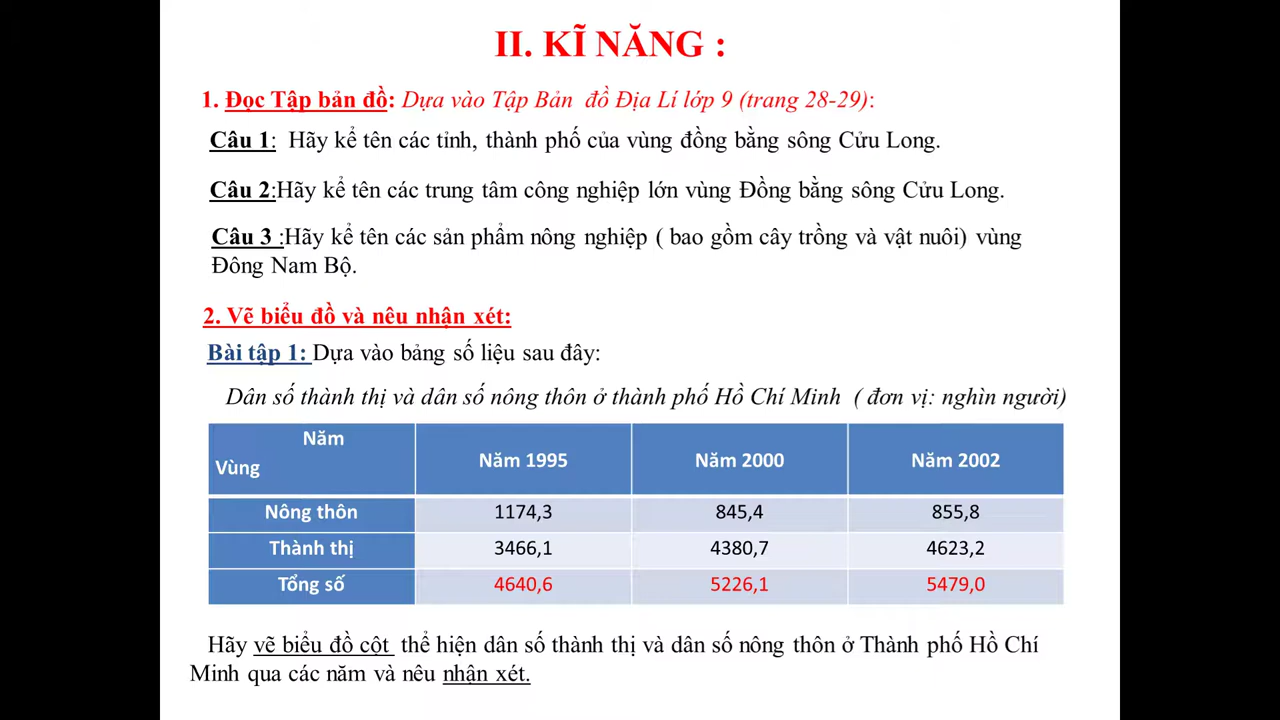 II. KĨ NĂNG :
1. Đọc Tập bản đồ: Dựa vào Tập Bản đồ Địa Lí lớp 9 (trang 28-29):
Câu 1: Hãy kể tên các tỉnh, thành phố của vùng đồng bằng sông Cửu Long.
Câu 2:Hãy kể tên các trung tâm công nghiệp lớn vùng Đồng bằng sông Cửu Long.
Câu 3 :Hãy kể tên các sản phẩm nông nghiệp ( bao gồm cây trồng và vật nuôi) vùng
Đông Nam Bộ.
2. Vẽ biểu đồ và nêu nhận xét:
Bài tập 1: Dựa vào bảng số liệu sau đây:
Dân số thành thị và dân số nông thôn ở thành phố Hồ Chí Minh ( đơn vị: nghìn người)
Năm
Vùng
Năm 1995 Năm 2000 Năm 2002
Nông thôn 1174,3 845,4 855,8
Thành thị 3466,1 4380,7 4623,2
Tổng số 4640,6 5226,1 5479,0
Hãy vẽ biểu đồ cột thể hiện dân số thành thị và dân số nông thôn ở Thành phố Hồ Chí
Minh qua các năm và nêu nhận xét.